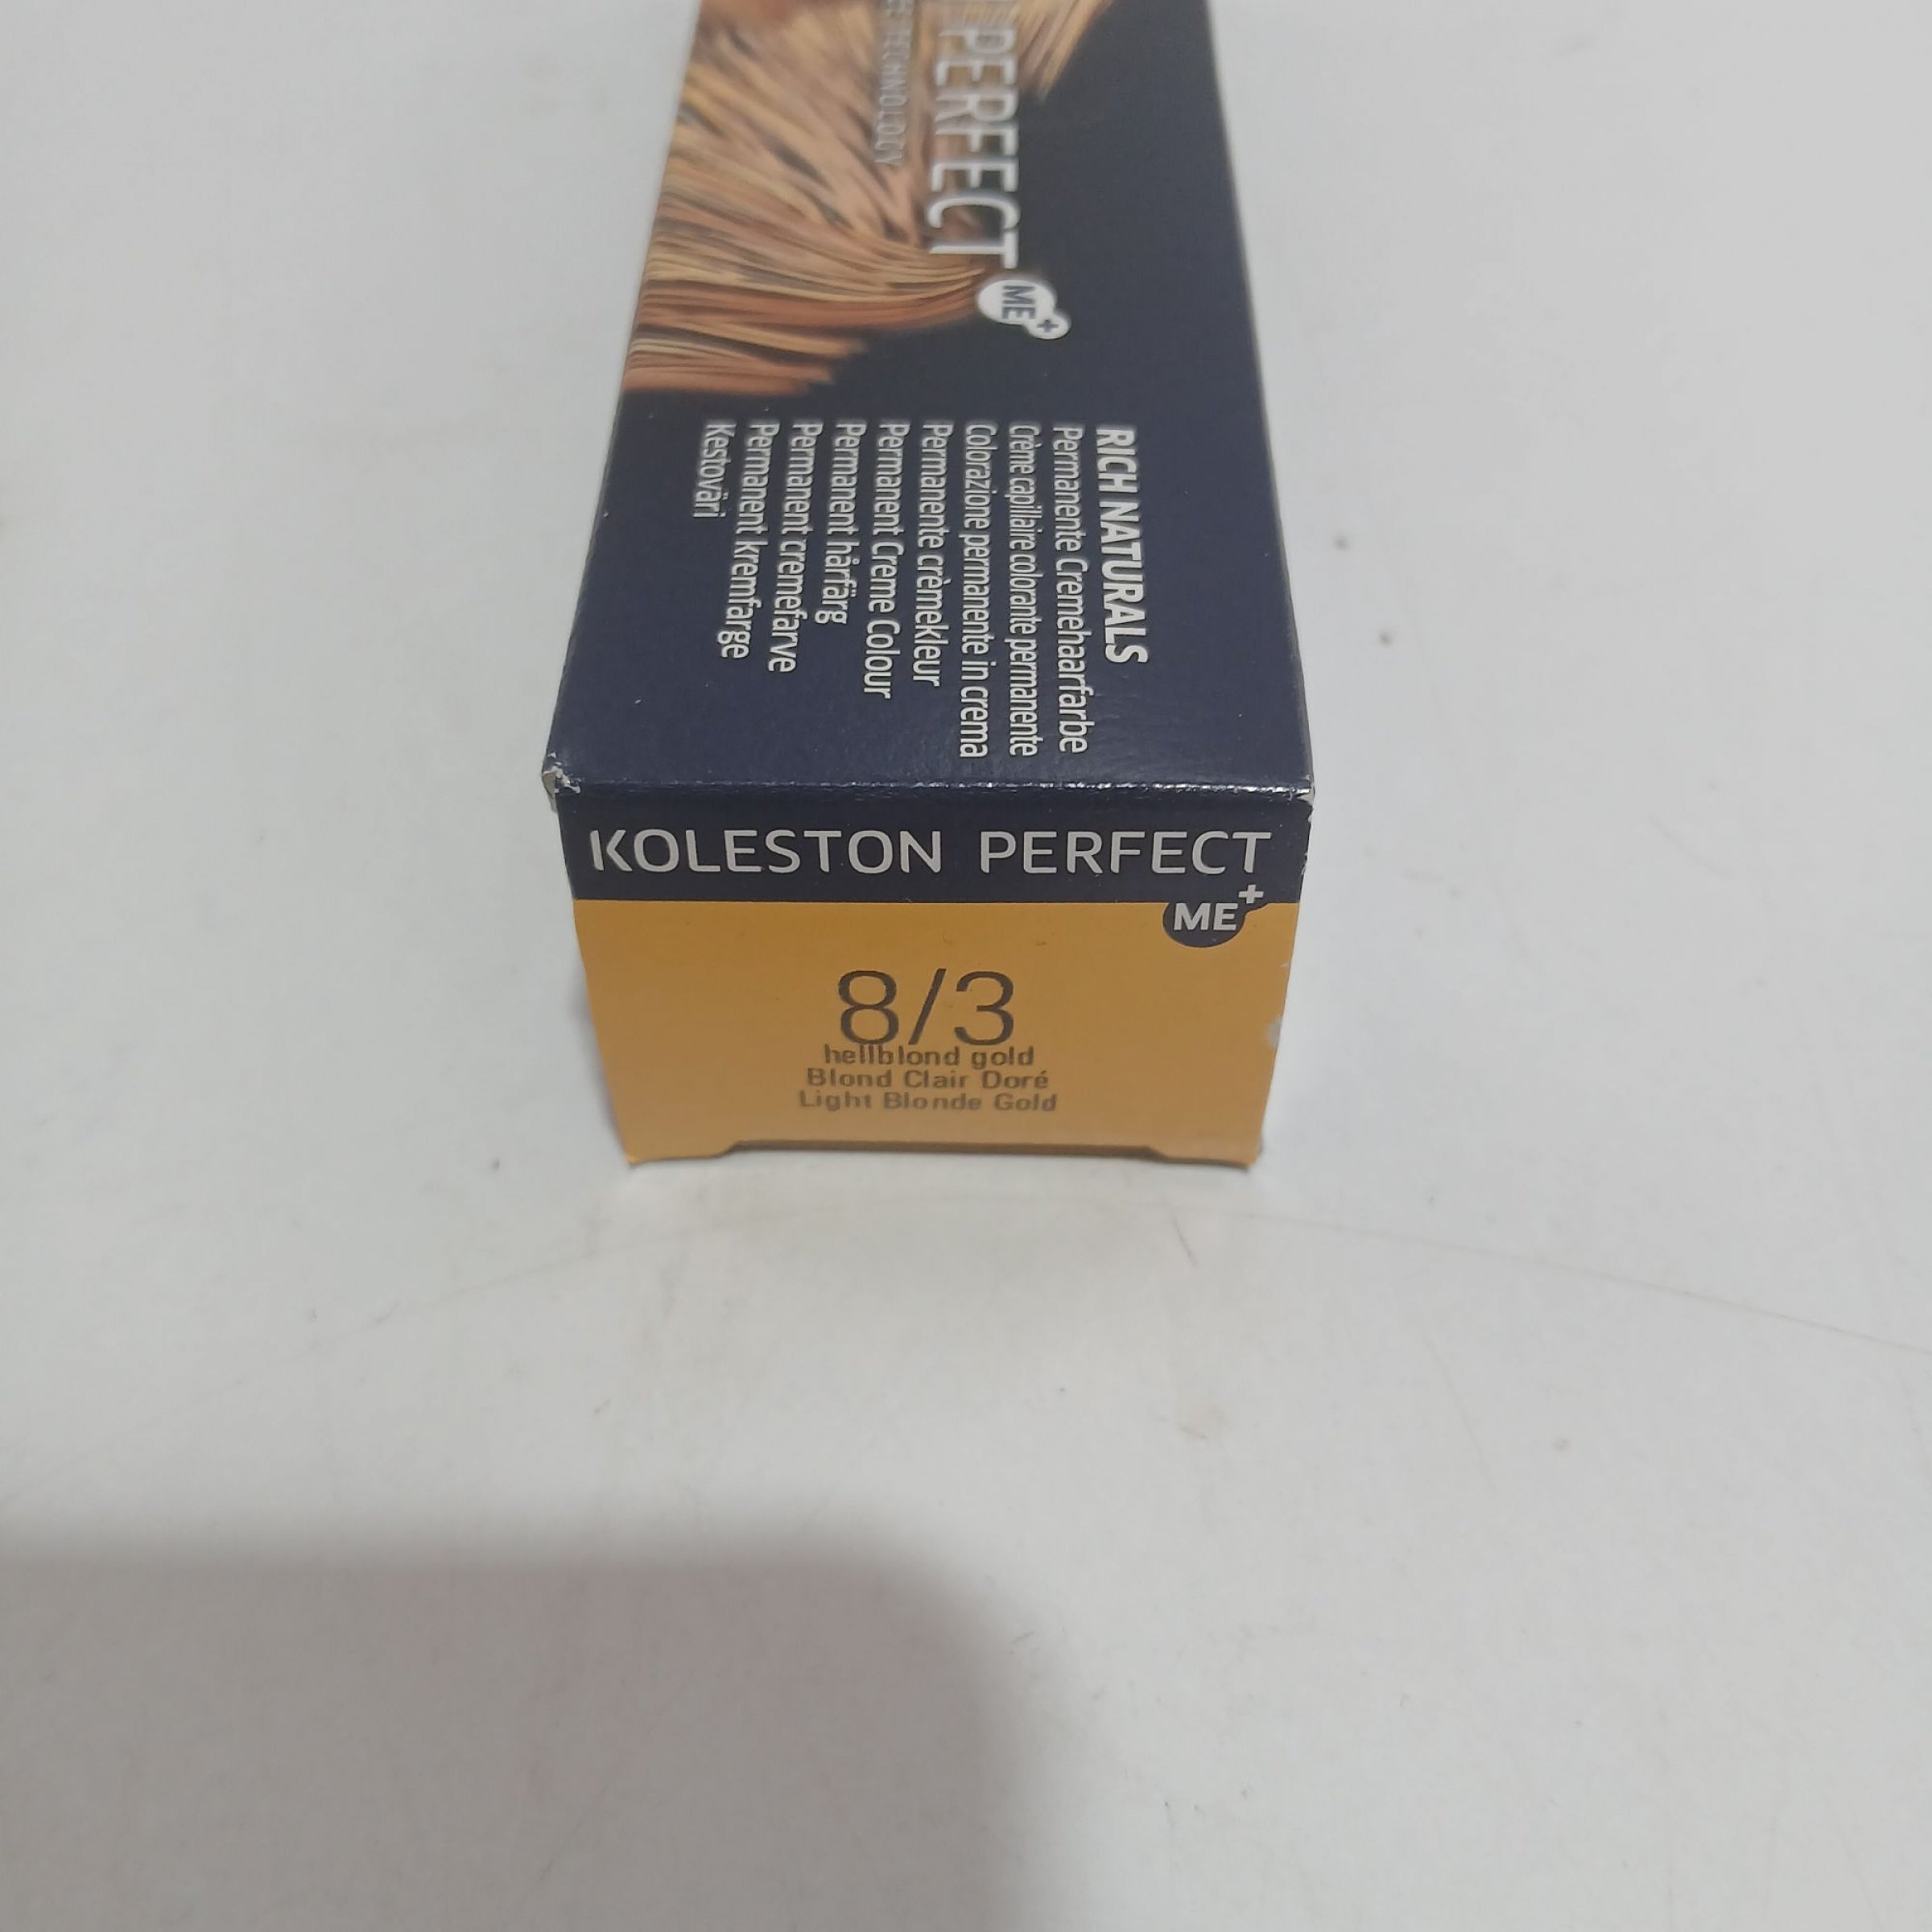 PERFECT
TECHNOLOGY
ME+
RICH NATURALS
Permanente Cremehaarfarbe
Crème capillaire colorante permanente
Colorazione permanente in crema
Permanente crèmekleur
Permanent Creme Colour
Permanent hårfärg
Permanent cremefarve
Permanent kremfarge
Kestoväri
KOLESTON PERFECT
ME+
8/3
hellblond gold
Blond Clair Doré
Light Blonde Gold